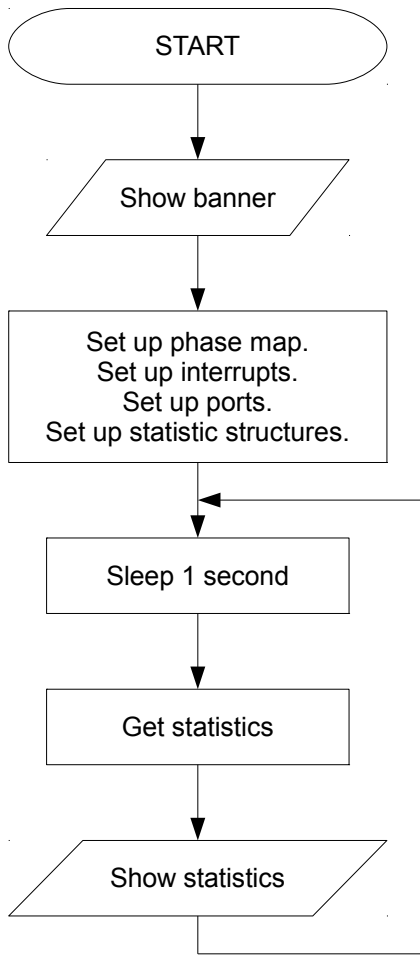 START
Show banner
Set up phase map.
Set up interrupts.
Set up ports.
Set up statistic structures.
Sleep 1 second
Get statistics
Show statistics